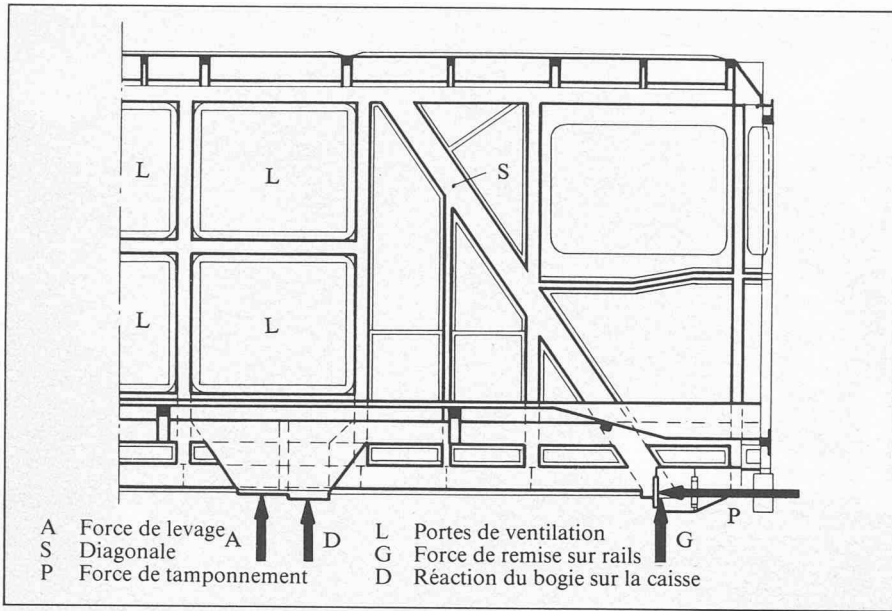 L
L
S
L
L
P
A
D
G
A Force de levage
S Diagonale
P Force de tamponnement
L Portes de ventilation
G Force de remise sur rails
D Réaction du bogie sur la caisse